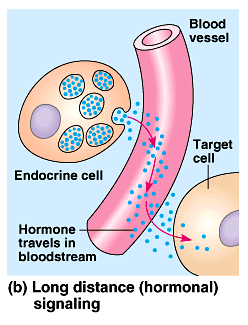 Blood
vessel
Target
cell
Endocrine cell
Hormone
travels in
bloodstream
(b) Long distance (hormonal)
signaling